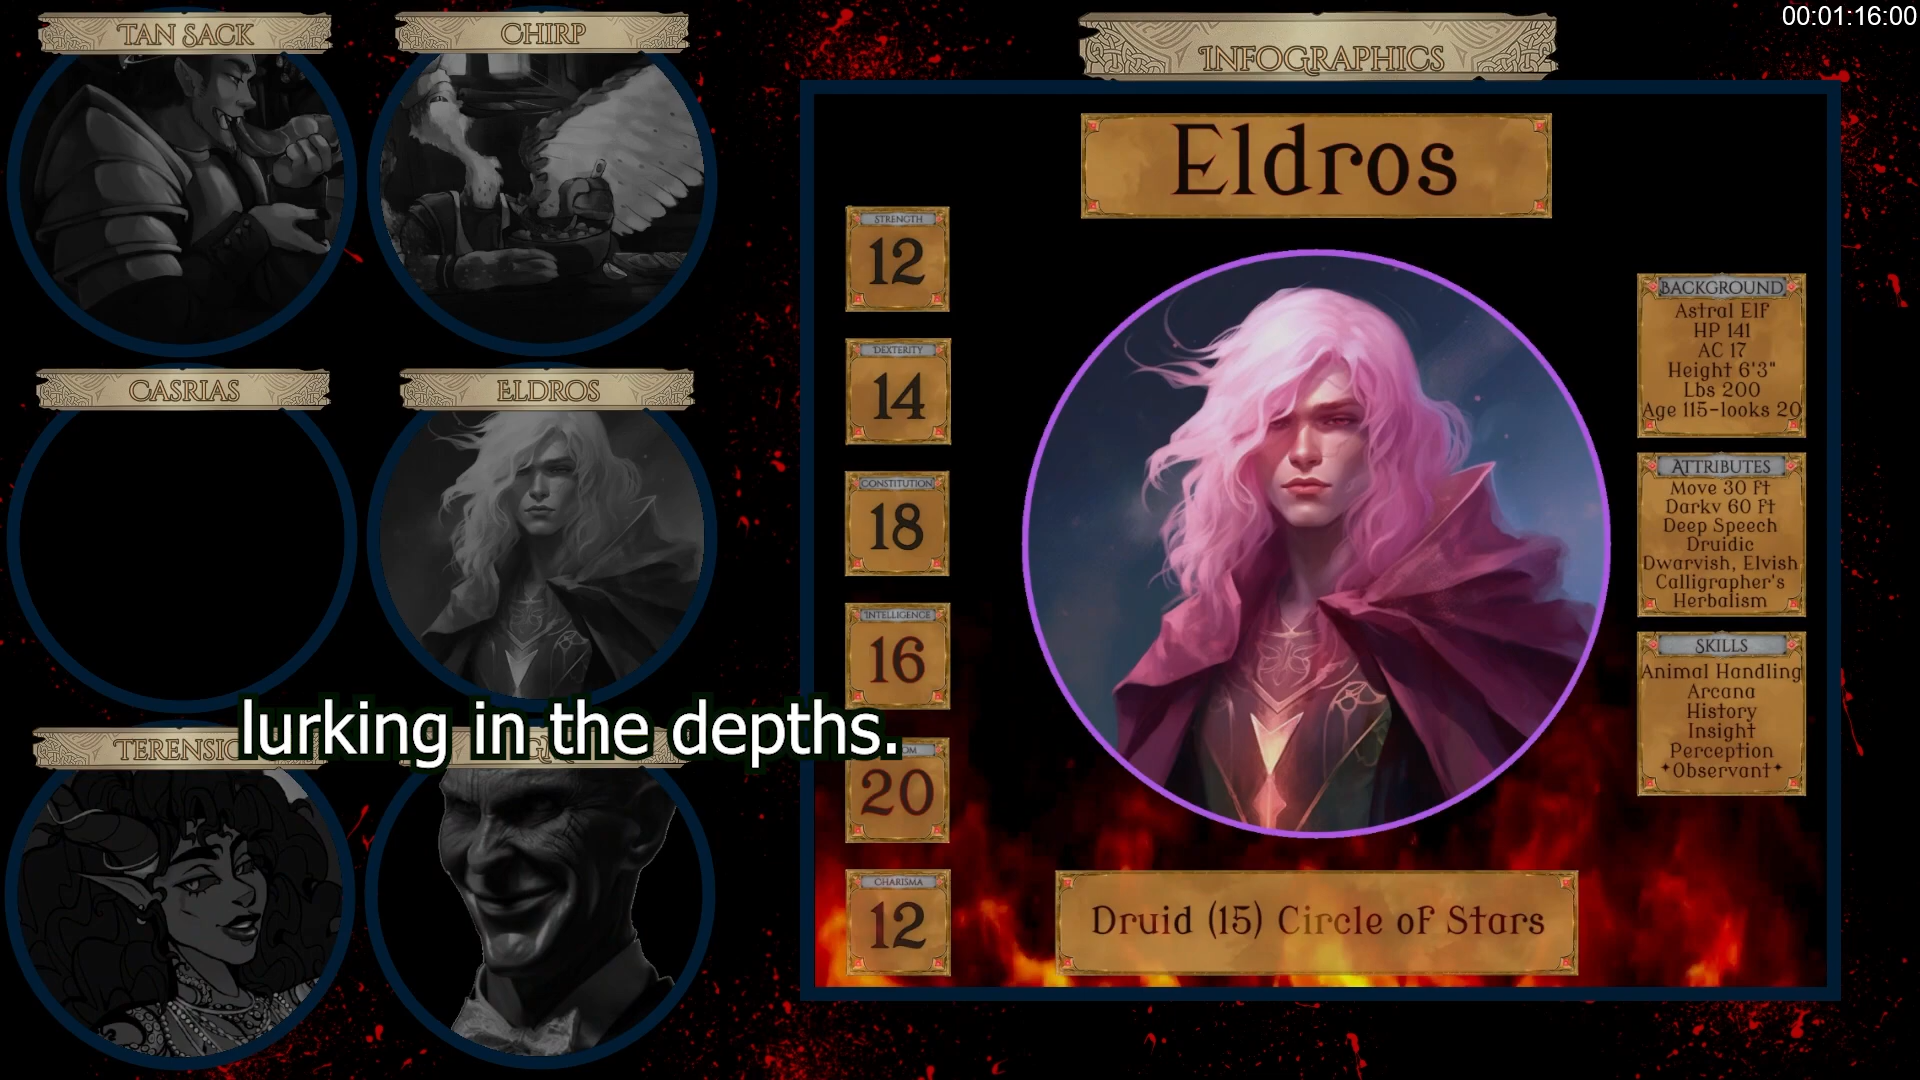 00:01:16:00
TAN SACK
CHIRP
INFOGRAPHICS
Eldros
STRENGTH
12
DEXTERITY
14
CONSTITUTION
18
INTELLIGENCE
16
20
CHARISMA
12
BACKGROUND
Astral Elf
HP 141
AC 17
Height 6'3"
Lbs 200
Age 115-looks 20
ATTRIBUTES
Move 30 ft
Darkv 60 ft
Deep Speech
Druidic
Dwarvish, Elvish
Calligrapher's
Herbalism
SKILLS
Animal Handling
Arcana
History
Insight
Perception
*Observant*
Druid (15) Circle of Stars
CASRIAS
ELDROS
lurking in the depths.